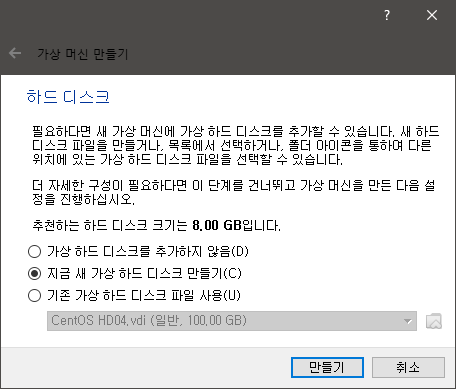 ?
가상 머신 만들기
하드 디스크
필요하다면 새 가상 머신에 가상 하드 디스크를 추가할 수 있습니다. 새 하드
디스크 파일을 만들거나, 목록에서 선택하거나, 폴더 아이콘을 통하여 다른
위치에 있는 가상 하드 디스크 파일을 선택할 수 있습니다.
더 자세한 구성이 필요하다면 이 단계를 건너뛰고 가상 머신을 만든 다음 설
정을 진행하십시오.
추천하는 하드 디스크 크기는 8,00 GB입니다.
가상 하드 디스크를 추가하지 않음(D)
지금 새 가상 하드 디스크 만들기(C)
기존 가상 하드 디스크 파일 사용(U)
CentOS HD04.vdi (일반, 100,00 GB)
만들기
취소